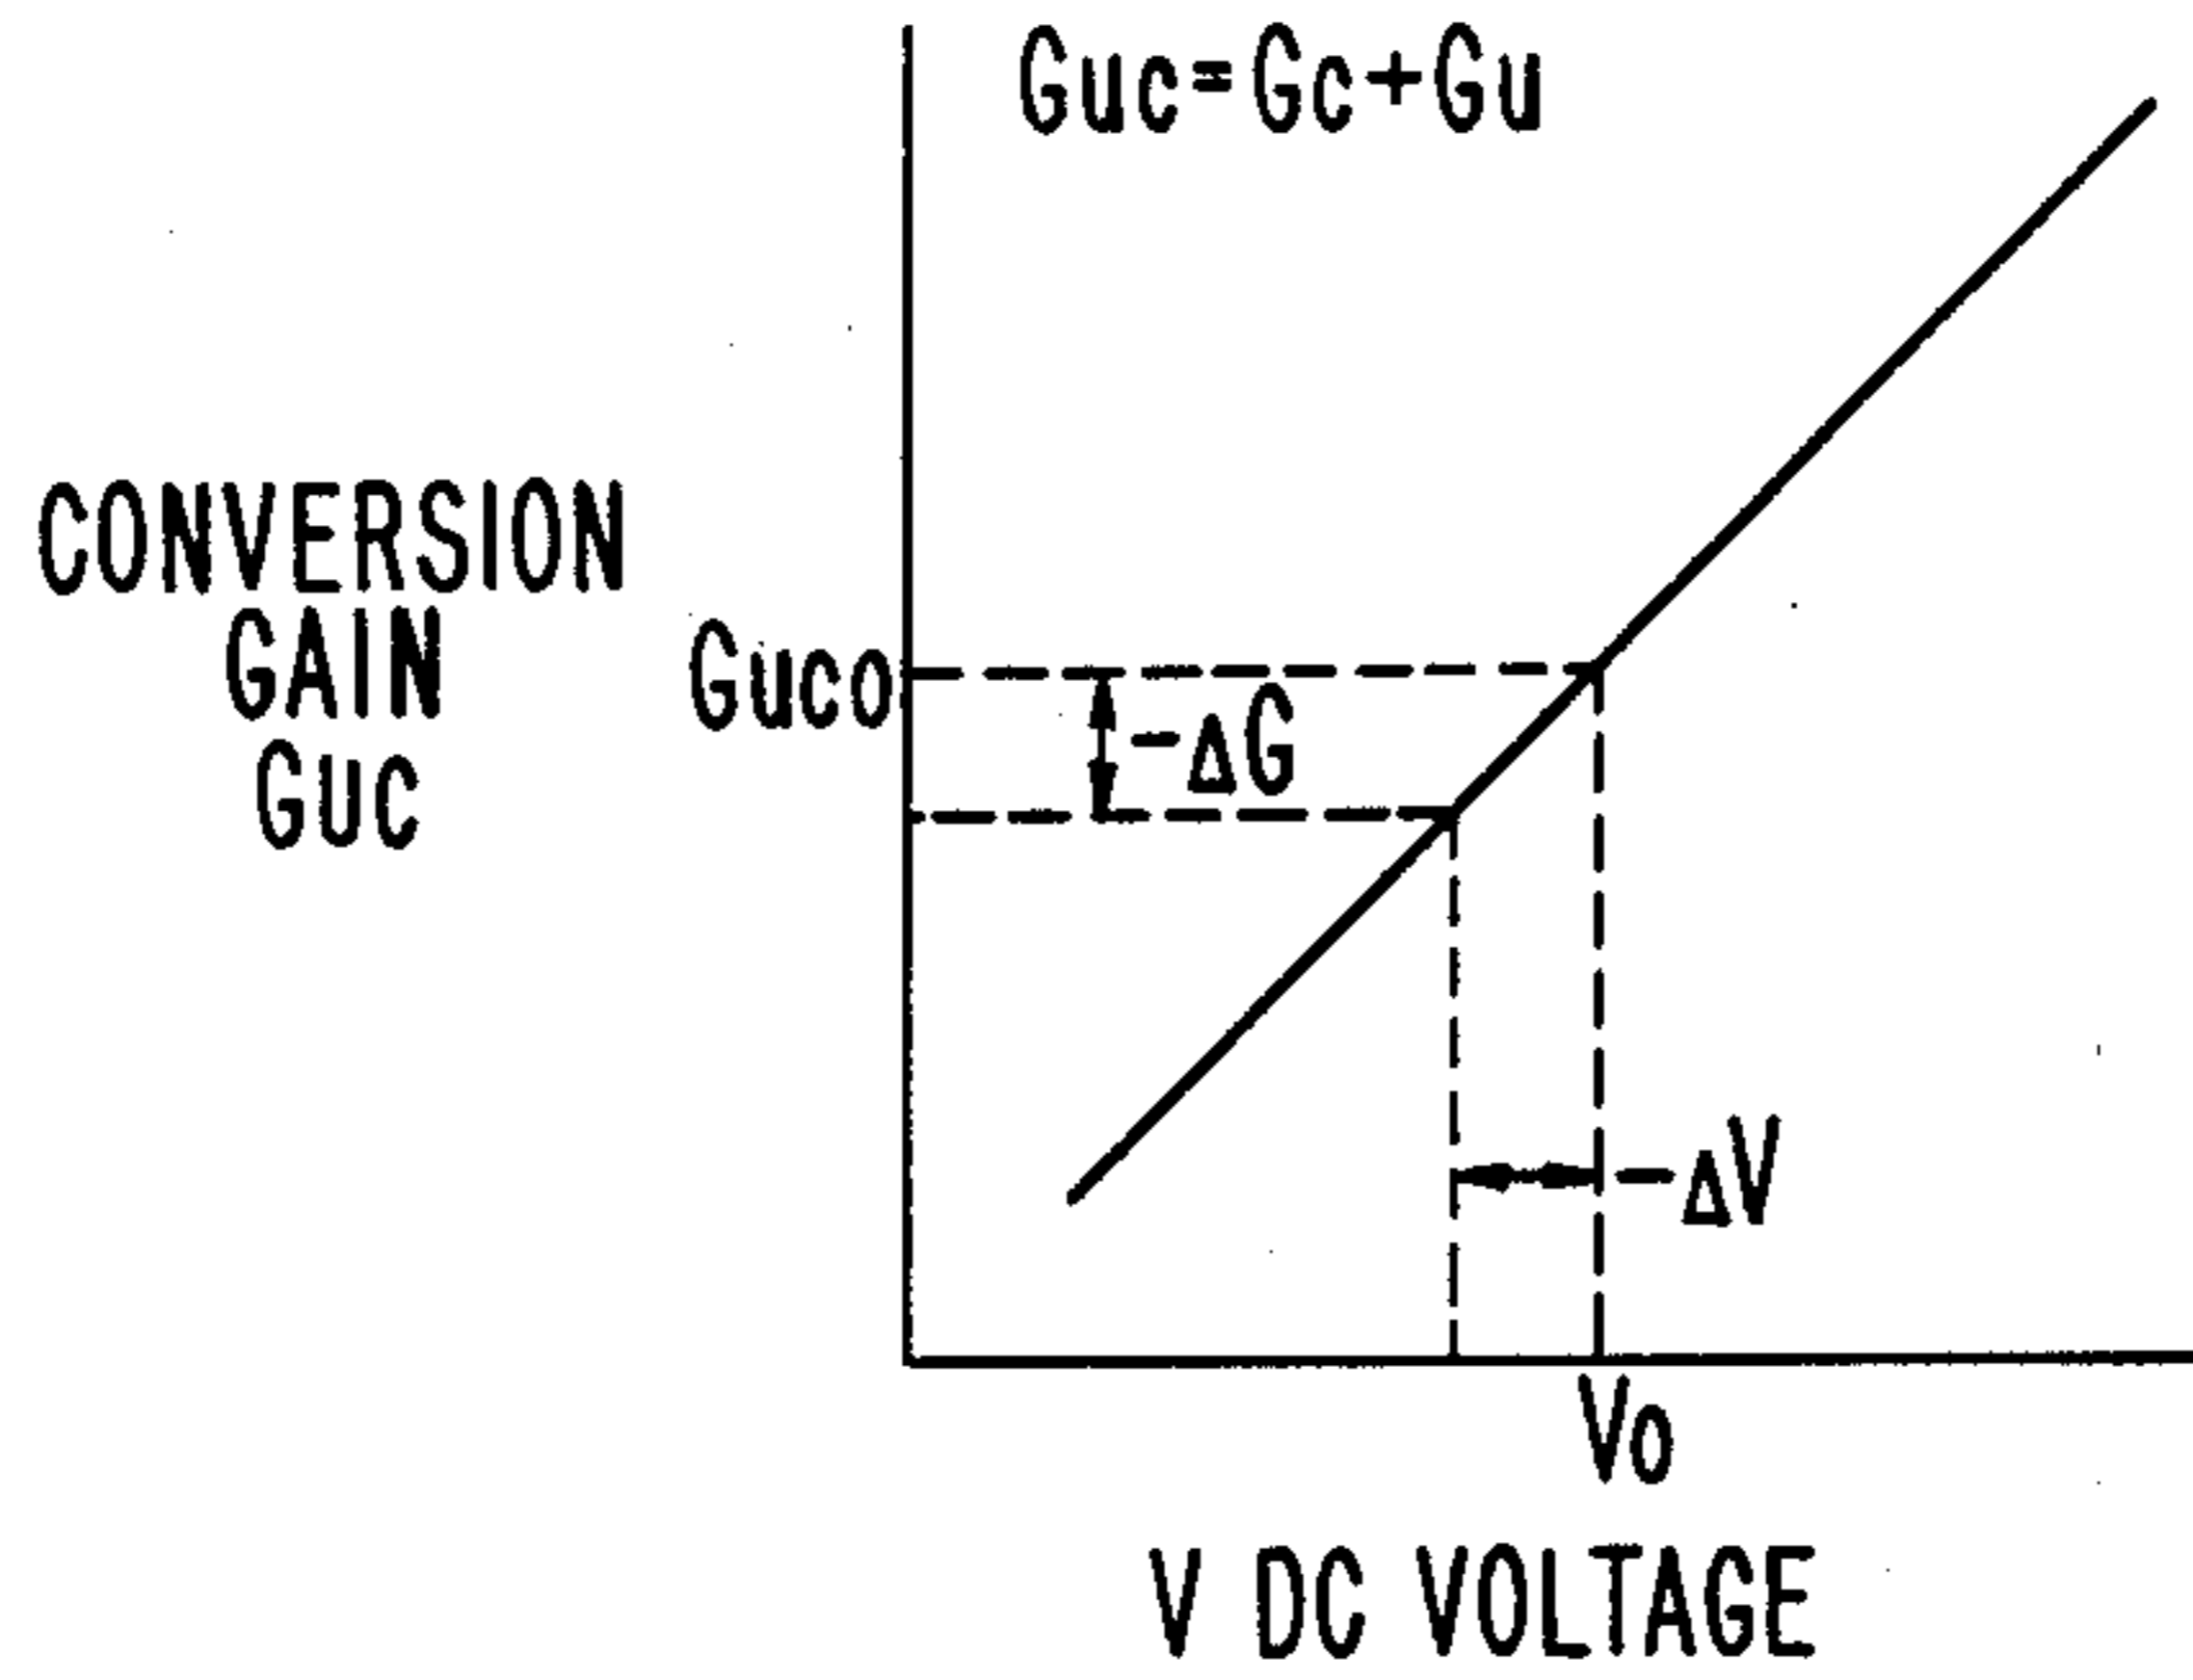 Guc=Gc+Gu
CONVERSION
GAIN
Guc
Guco
-ΔG
-ΔV
Vo
V DC VOLTAGE